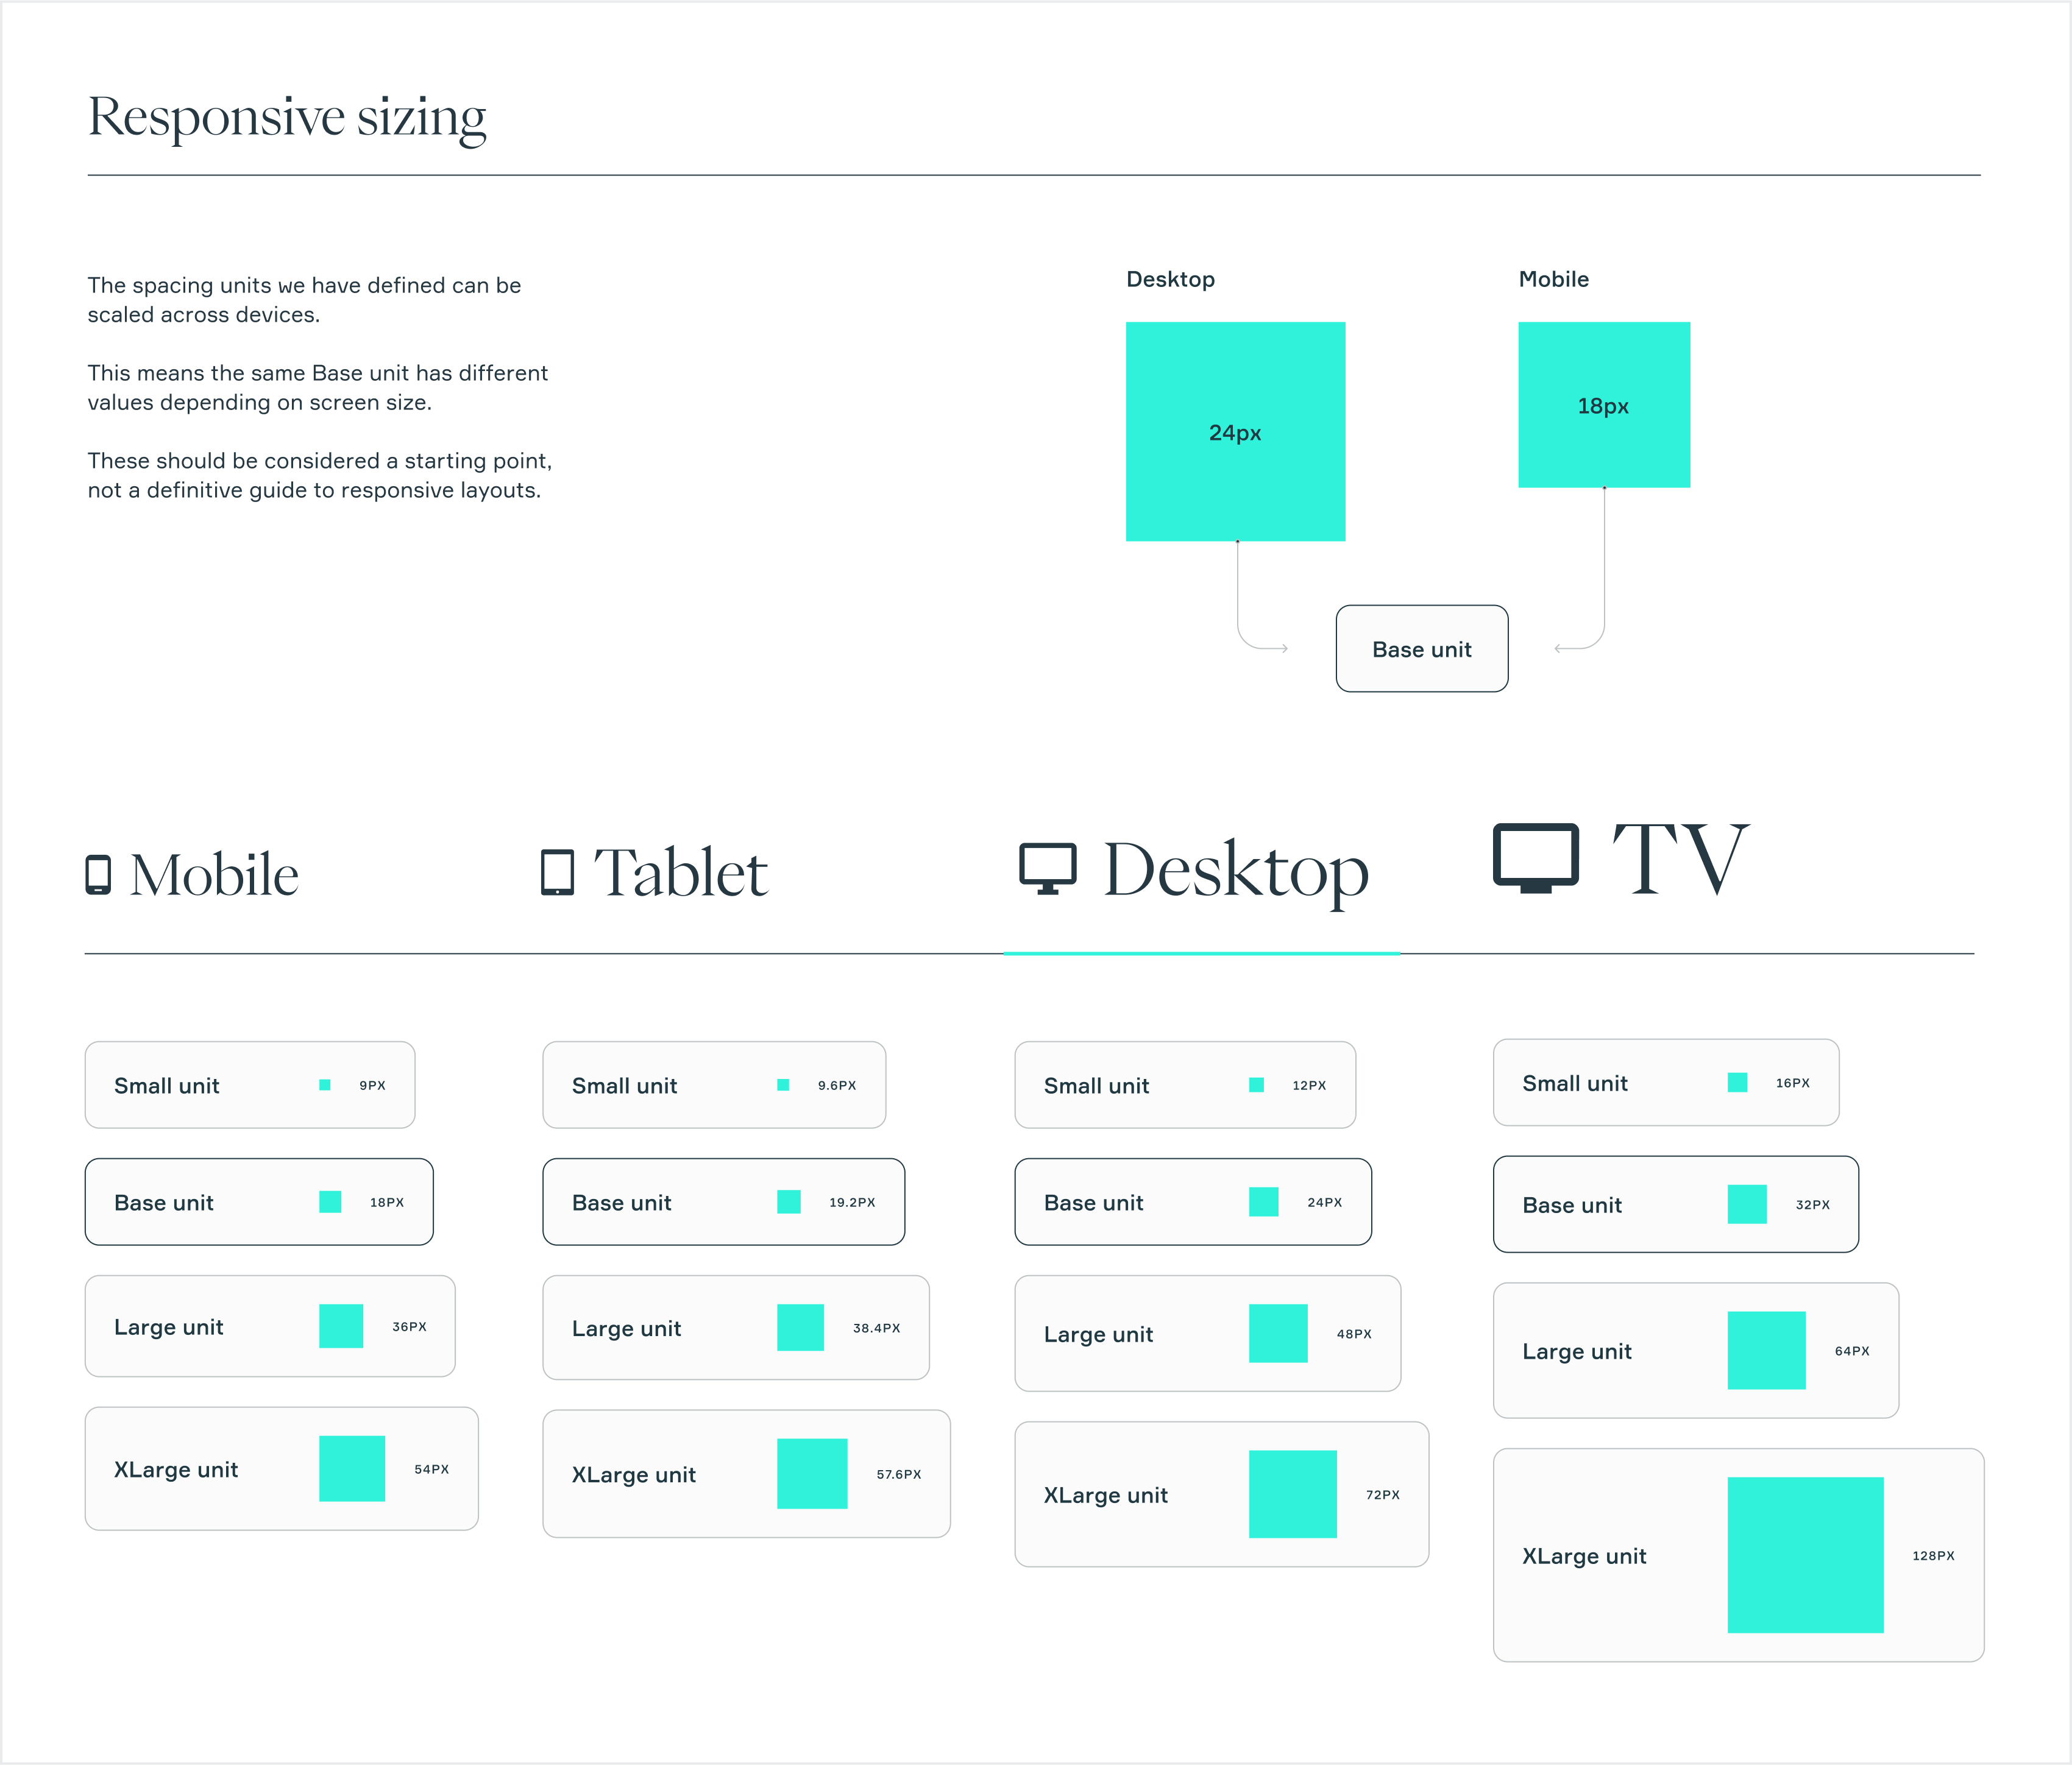 Responsive sizing
The spacing units we have defined can be
scaled across devices.
This means the same Base unit has different
values depending on screen size.
These should be considered a starting point,
not a definitive guide to responsive layouts.
Desktop
Mobile
24px
18px
Base unit
Mobile
Tablet
Desktop
TV
Small unit 9PX
Base unit 18PX
Large unit 36PX
XLarge unit 54PX
Small unit 9.6PX
Base unit 19.2PX
Large unit 38.4PX
XLarge unit 57.6PX
Small unit 12PX
Base unit 24PX
Large unit 48PX
XLarge unit 72PX
Small unit 16PX
Base unit 32PX
Large unit 64PX
XLarge unit 128PX